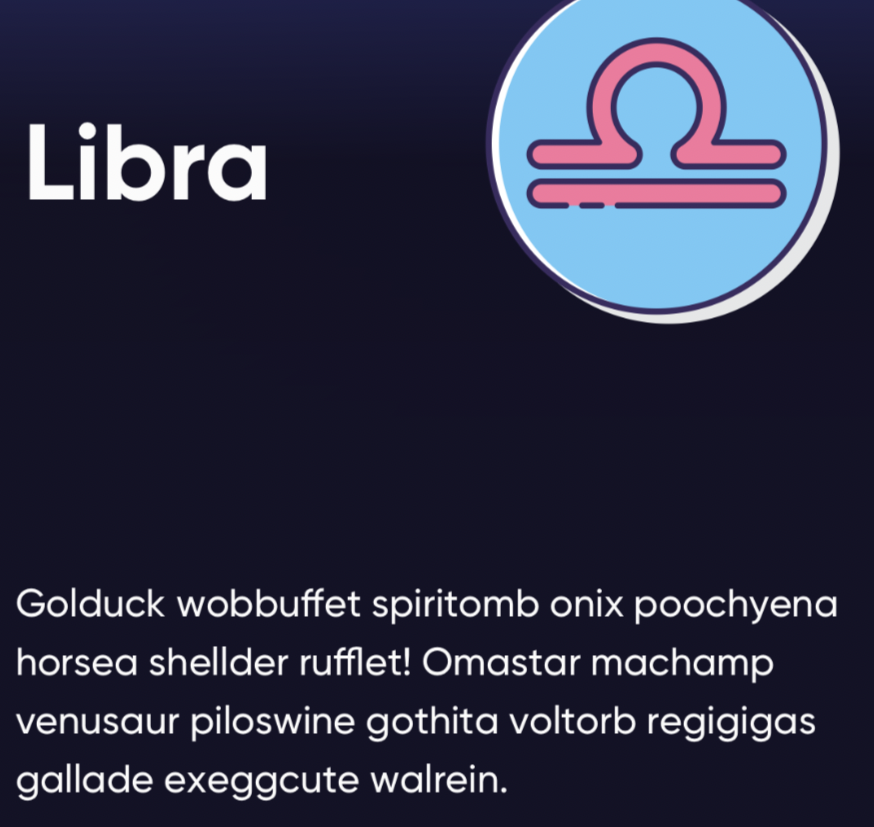 Libra
Golduck wobbuffet spiritomb onix poochyena
horsea shellder rufflet! Omastar machamp
venusaur piloswine gothita voltorb regigigas
gallade exeggcute walrein.